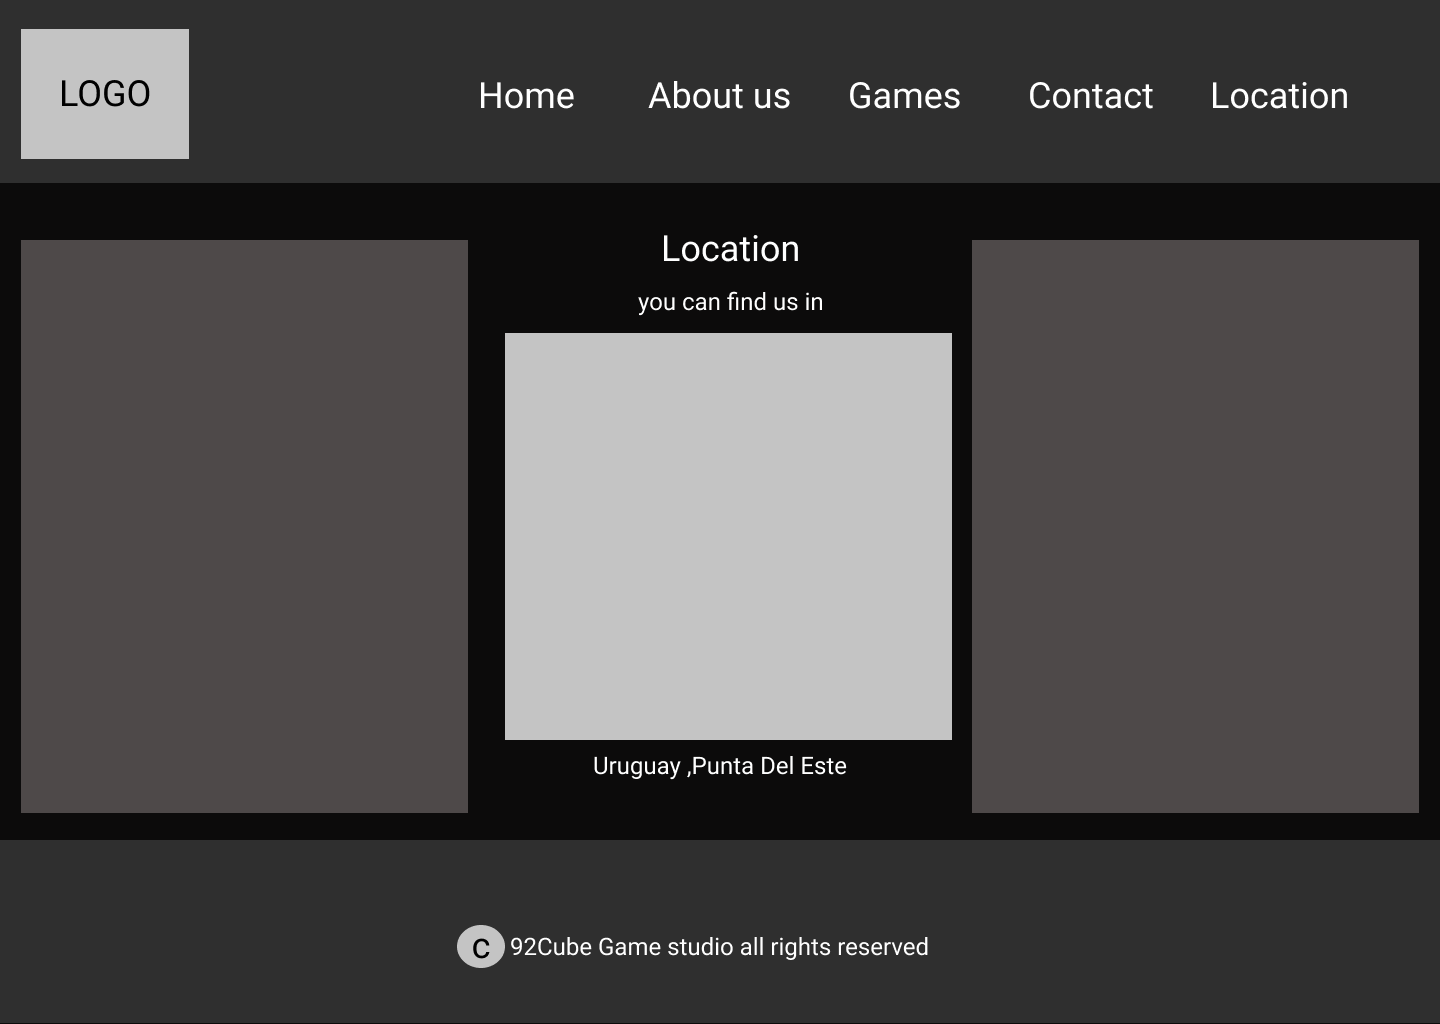 LOGO
Home About us Games Contact Location
Location
you can find us in
Uruguay ,Punta Del Este
C 92Cube Game studio all rights reserved